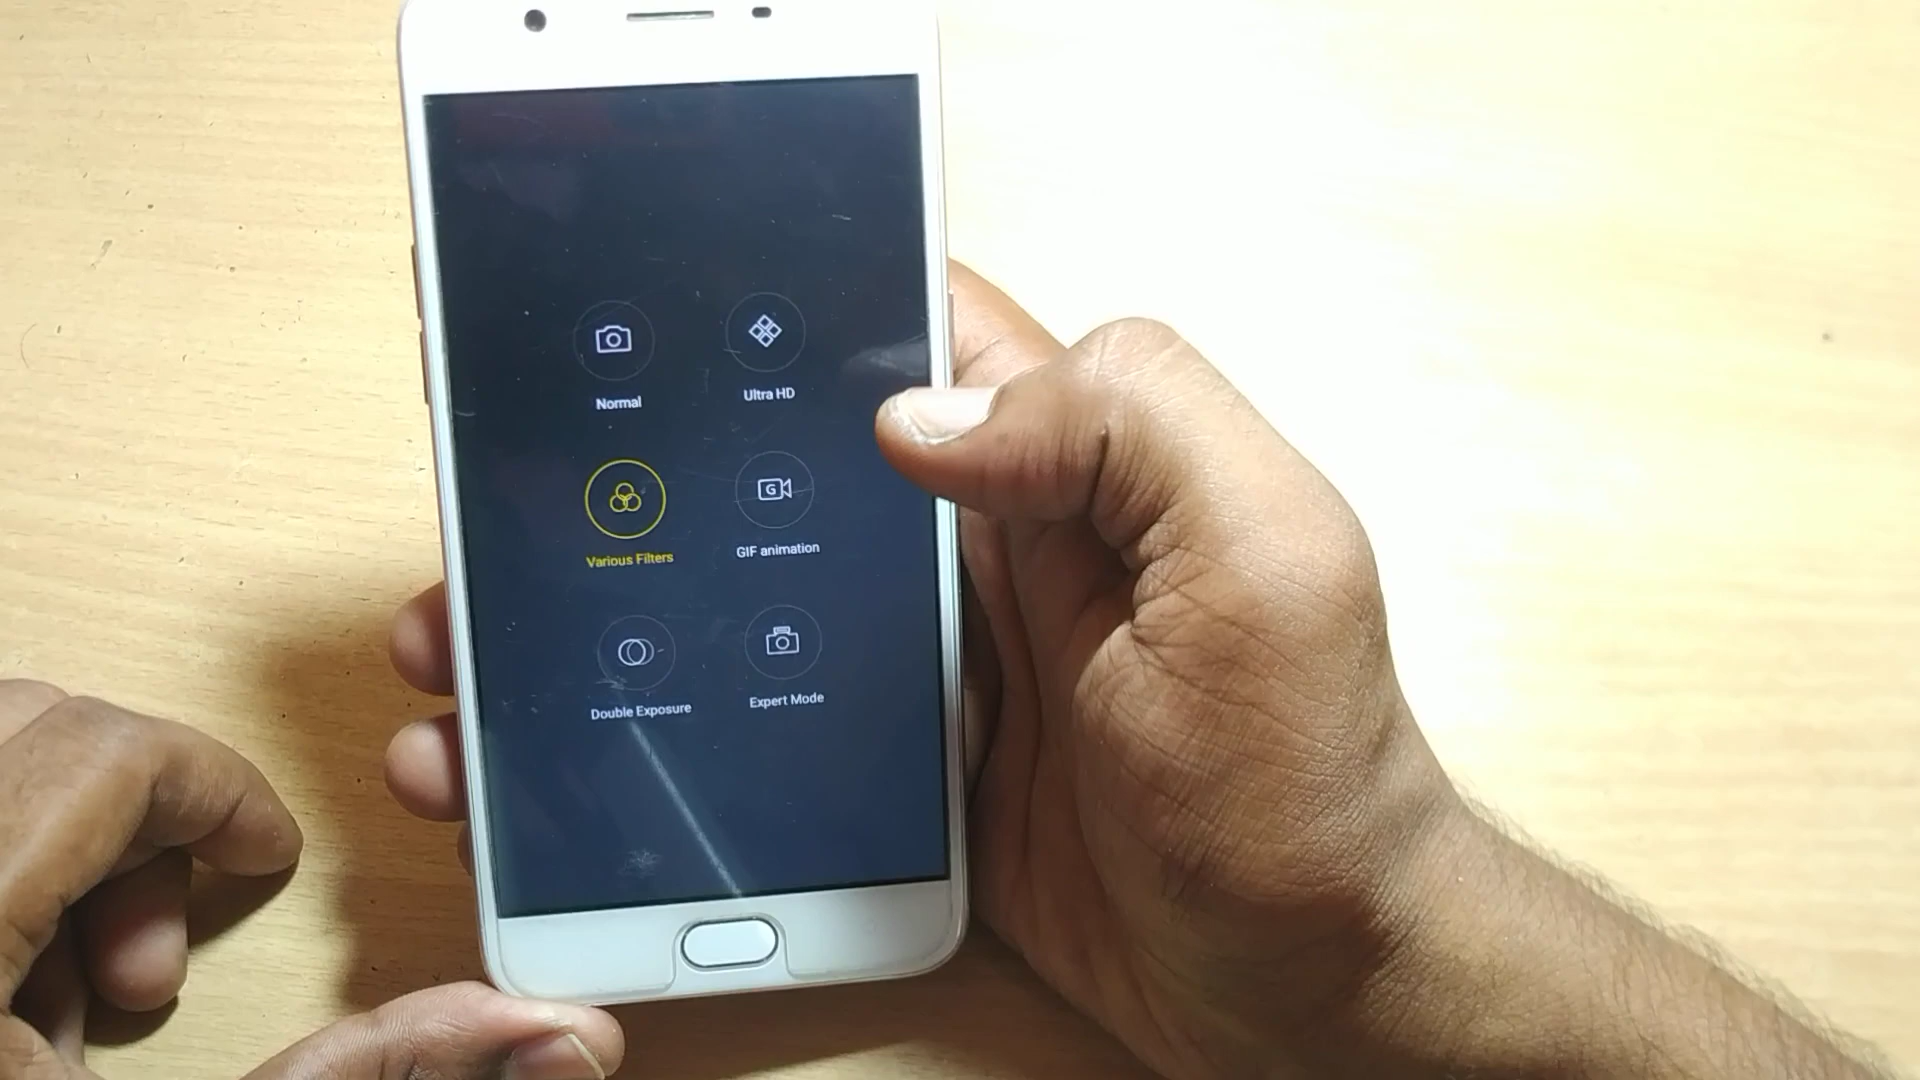 Normal
Ultra HD
Various Filters
GIF animation
Double Exposure
Expert Mode